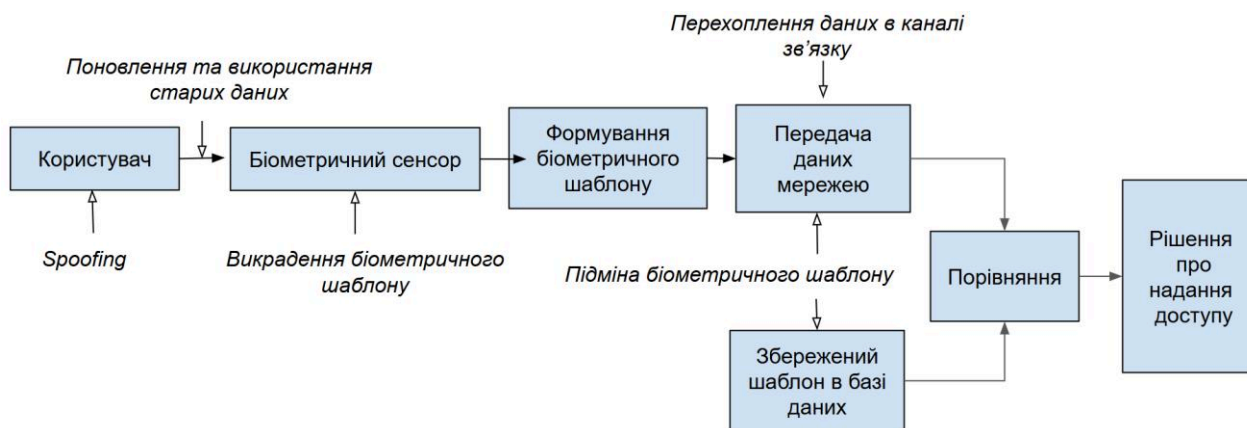 Перехоплення даних в каналі
зв’язку
Поновлення та використання
старих даних
Користувач
Біометричний сенсор
Формування
біометричного
шаблону
Передача
даних
мережею
Spoofing
Викрадення біометричного
шаблону
Підміна біометричного шаблону
Порівняння
Рішення
про
надання
доступу
Збережений
шаблон в базі
даних